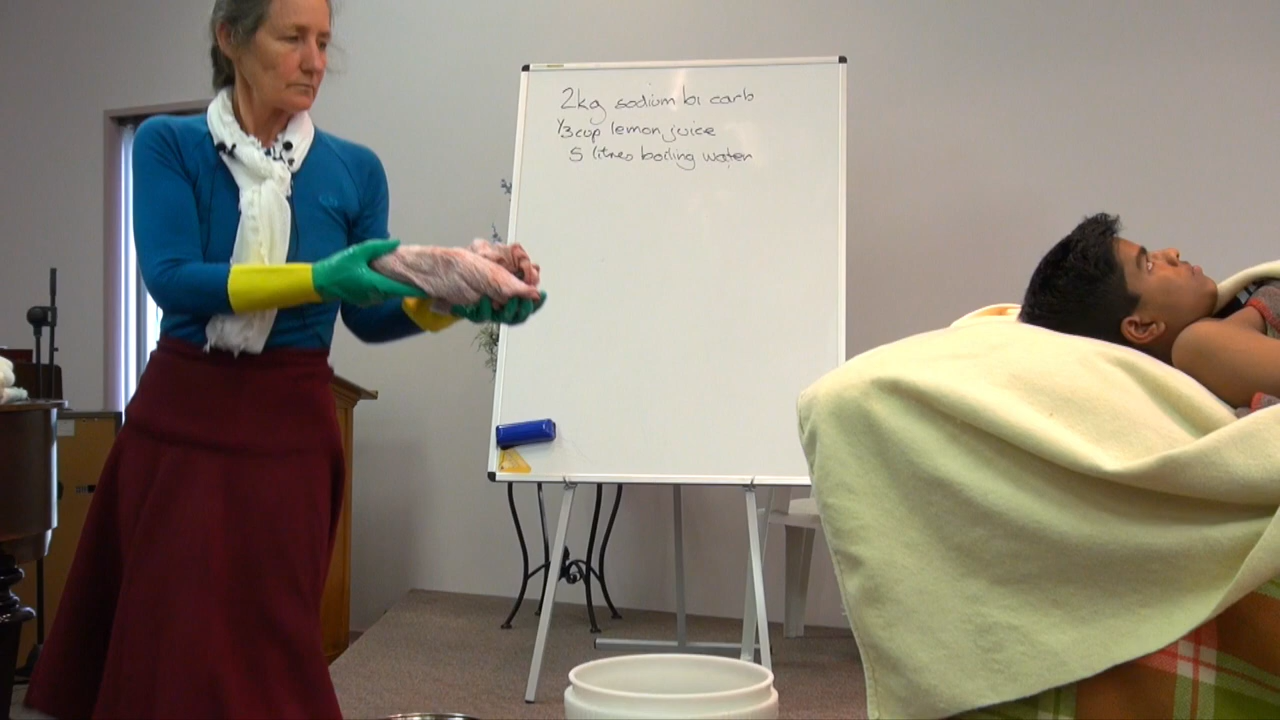 2kg sodium bi carb
1/3 cup lemon juice
5 litres boiling water